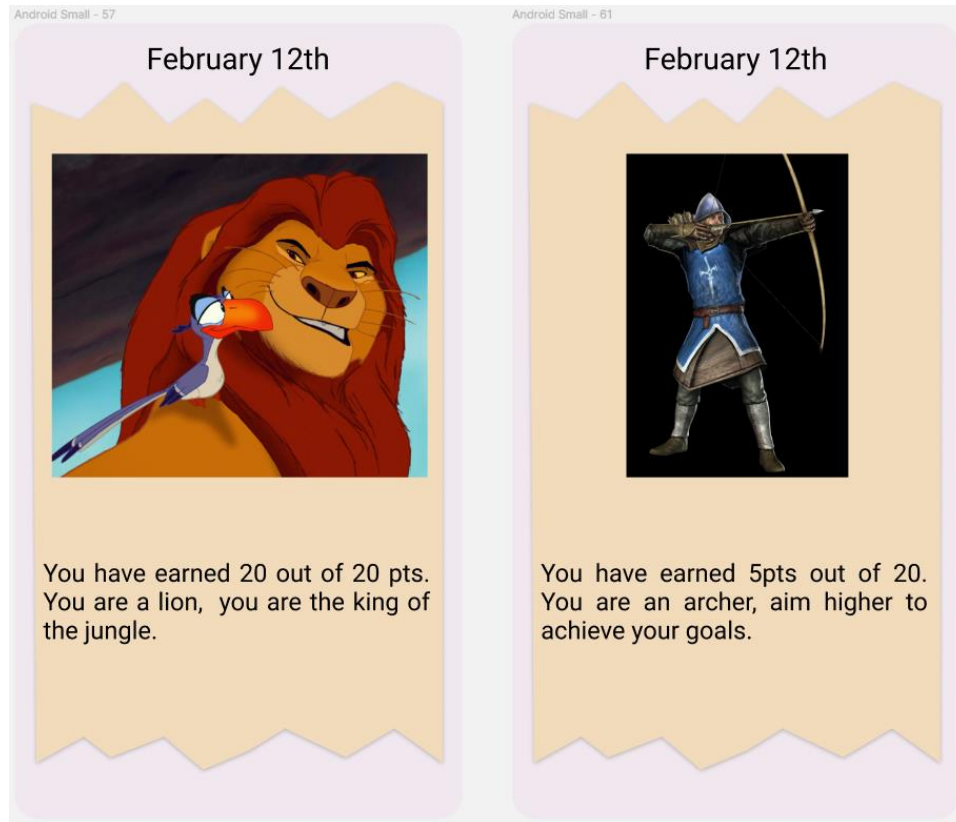 Android Small - 57
February 12th
You have earned 20 out of 20 pts.
You are a lion,  you are the king of
the jungle.
Android Small - 61
February 12th
You have earned 5pts out of 20.
You are an archer, aim higher to
achieve your goals.